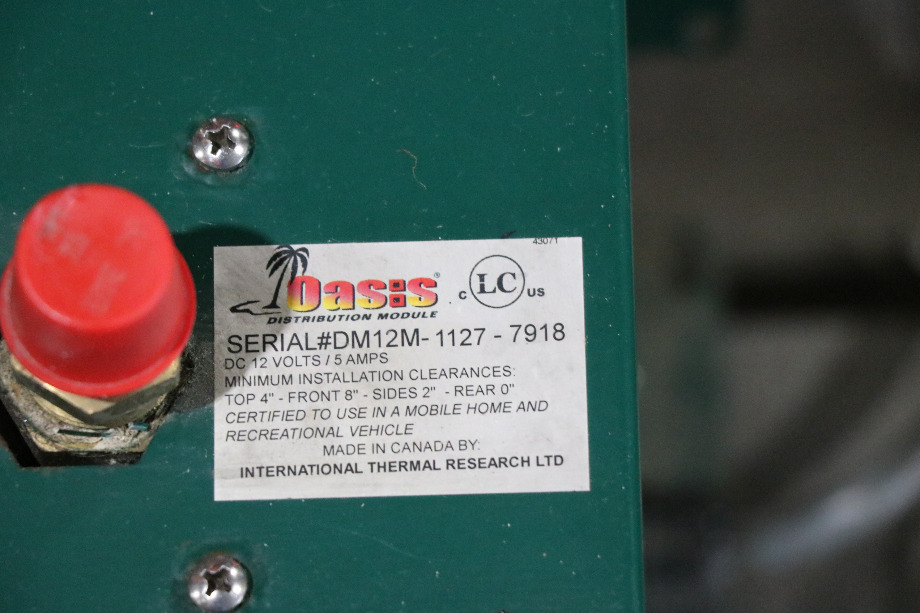 43071
Oasis®
C LC US
DISTRIBUTION MODULE
SERIAL#DM12M-1127-7918
DC 12 VOLTS / 5 AMPS
MINIMUM INSTALLATION CLEARANCES:
TOP 4" - FRONT 8" - SIDES 2" - REAR 0"
CERTIFIED TO USE IN A MOBILE HOME AND
RECREATIONAL VEHICLE
MADE IN CANADA BY:
INTERNATIONAL THERMAL RESEARCH LTD